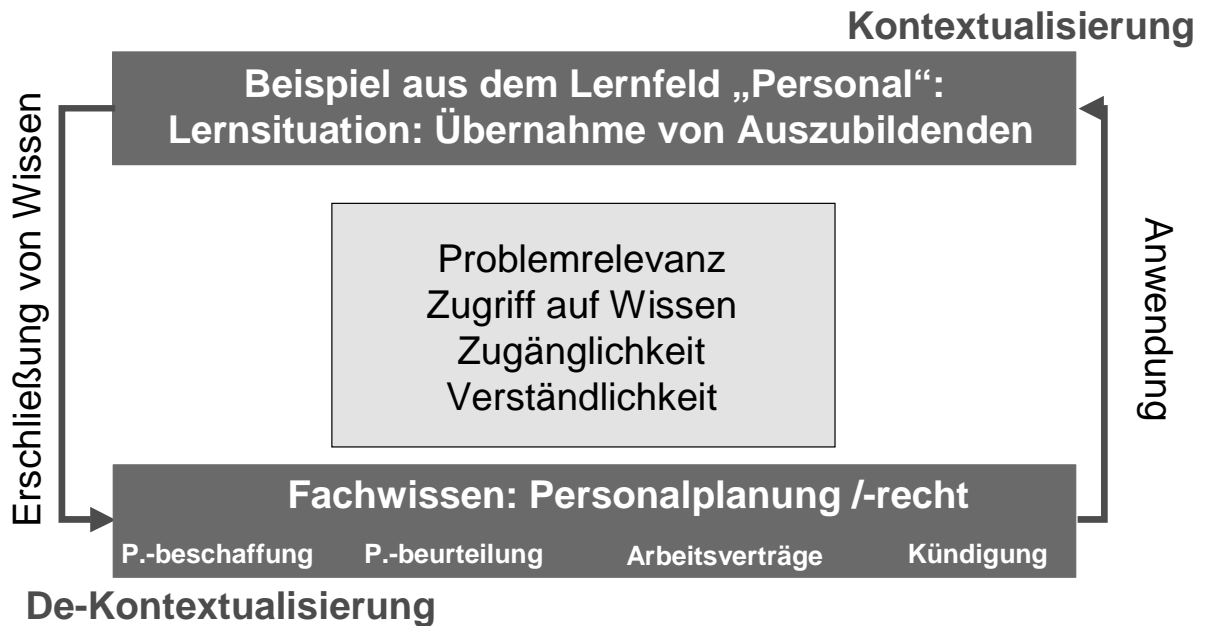 Kontextualisierung
Beispiel aus dem Lernfeld „Personal“:
Lernsituation: Übernahme von Auszubildenden
Erschließung von Wissen
Problemrelevanz
Zugriff auf Wissen
Zugänglichkeit
Verständlichkeit
Anwendung
Fachwissen: Personalplanung /-recht
P.-beschaffung P.-beurteilung Arbeitsverträge Kündigung
De-Kontextualisierung